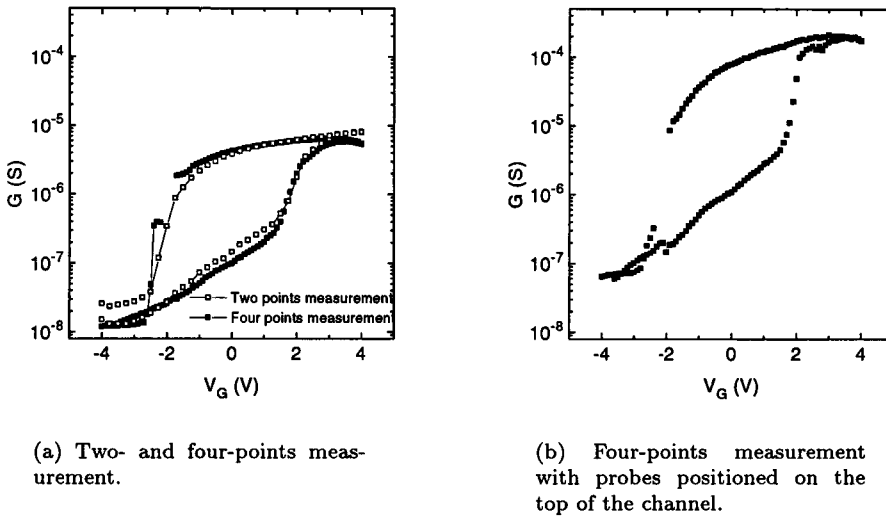 10⁻⁴
10⁻⁵
10⁻⁶
10⁻⁷
10⁻⁸
G (S)
Two points measurement
Four points measurement
-4 -2 0 2 4
V_G (V)
(a) Two- and four-points meas-
urement.
10⁻⁴
10⁻⁵
10⁻⁶
10⁻⁷
10⁻⁸
G (S)
-4 -2 0 2 4
V_G (V)
(b) Four-points measurement
with probes positioned on the
top of the channel.